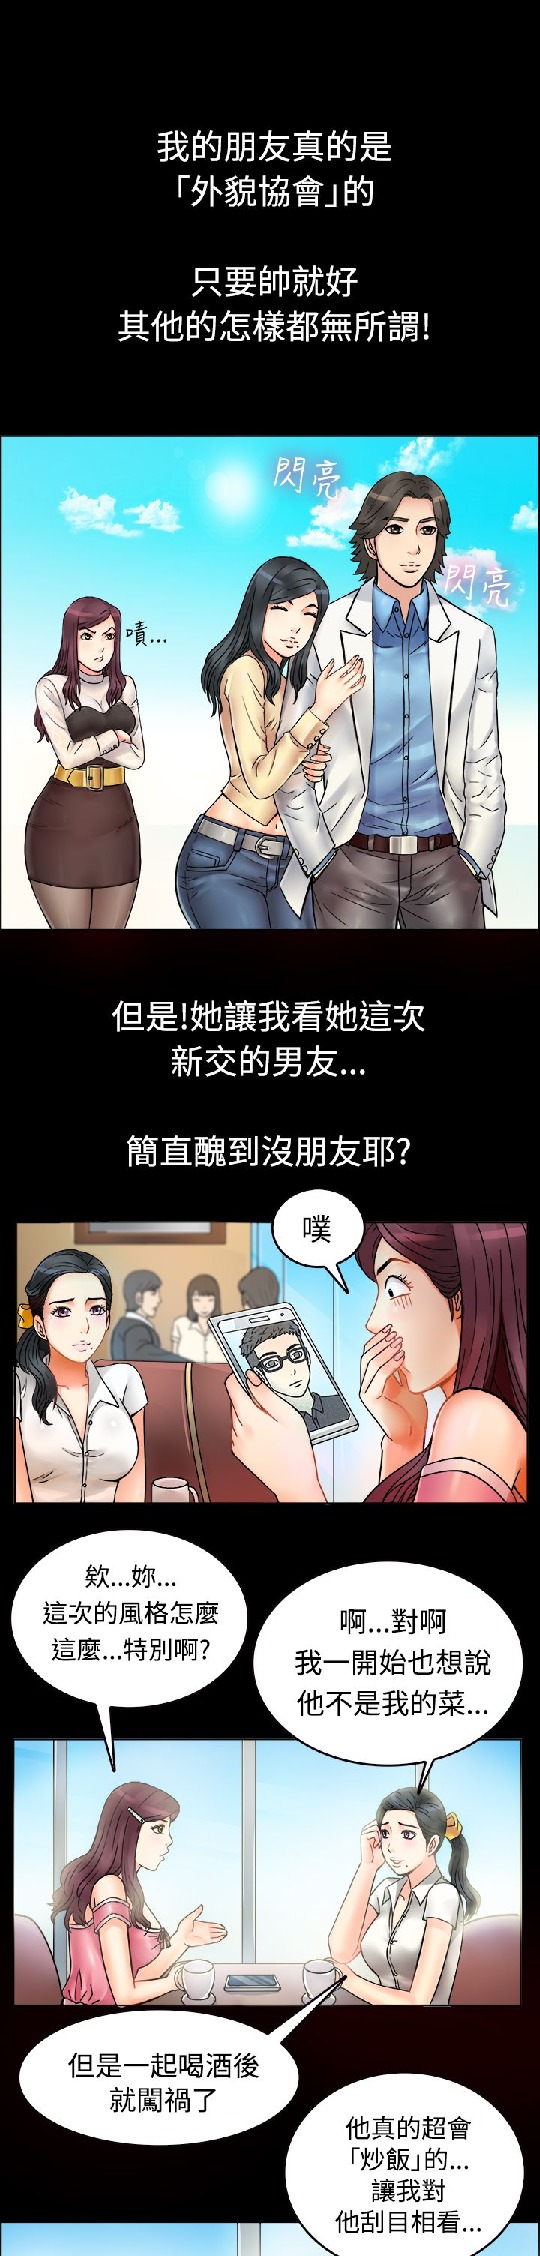 我的朋友真的是
「外貌協會」的
只要帥就好
其他的怎樣都無所謂!
閃亮
閃亮
嘖...
但是!她讓我看她這次
新交的男友...
簡直醜到沒朋友耶?
噗
欸...妳...
這次的風格怎麼
這麼...特別啊?
啊...對啊
我一開始也想說
他不是我的菜...
但是一起喝酒後
就闖禍了
他真的超會
「炒飯」的...
讓我對
他刮目相看...